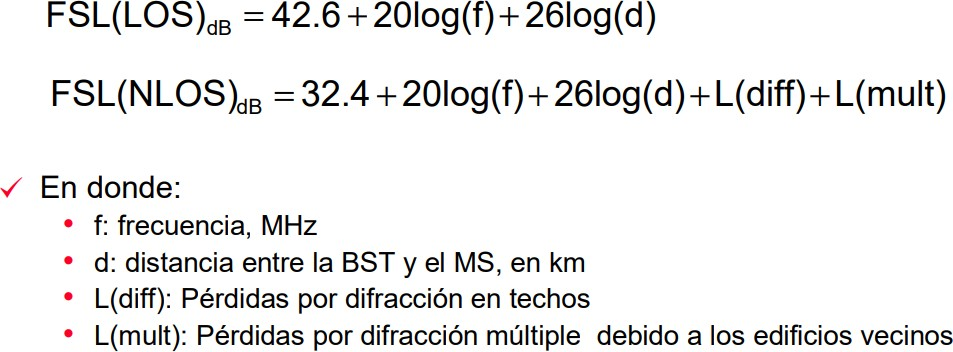 FSL(LOS)dB = 42.6 + 20log(f) + 26log(d)
FSL(NLOS)dB = 32.4 + 20log(f) + 26log(d) + L(diff) + L(mult)
✓ En donde:
• f: frecuencia, MHz
• d: distancia entre la BST y el MS, en km
• L(diff): Pérdidas por difracción en techos
• L(mult): Pérdidas por difracción múltiple debido a los edificios vecinos